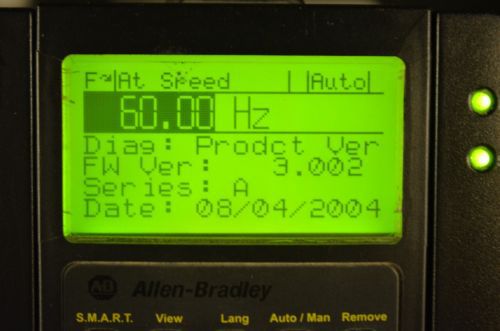 F At Speed Auto
60.00 Hz
Diag: Prodct Ver
FW Ver: 3.002
Series: A
Date: 08/04/2004
AB Allen-Bradley
S.M.A.R.T. View Lang Auto / Man Remove